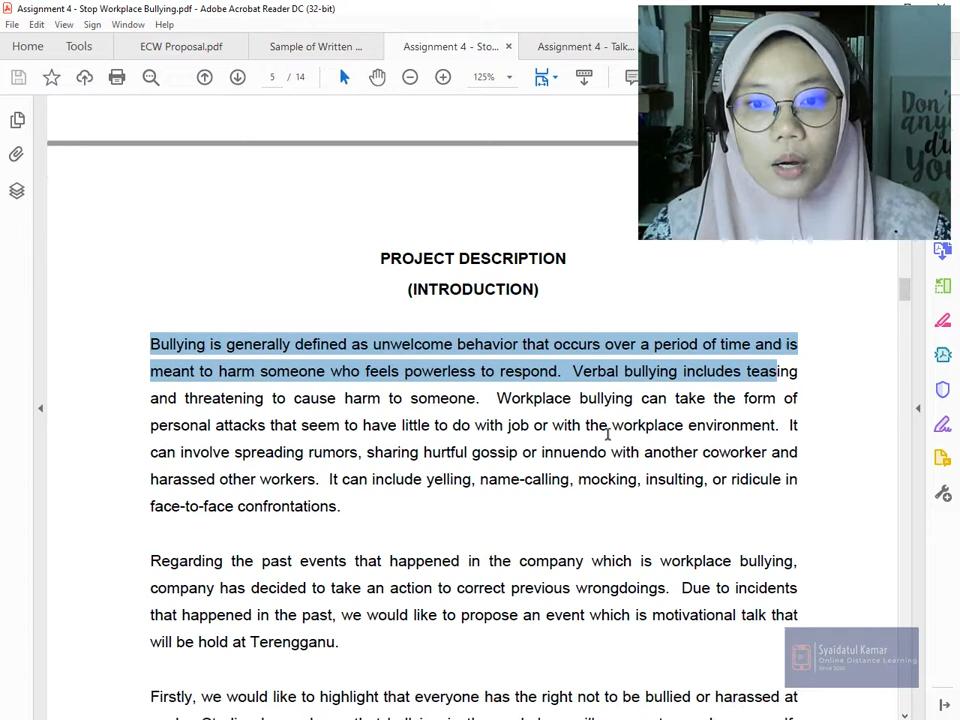 Assignment 4 - Stop Workplace Bullying.pdf - Adobe Acrobat Reader DC (32-bit)
File Edit View Sign Window Help
Home Tools ECW Proposal.pdf Sample of Written ... Assignment 4 - Sto... × Assignment 4 - Talk...
5 / 14 125%
Don't
any
di
You
PROJECT DESCRIPTION
(INTRODUCTION)
Bullying is generally defined as unwelcome behavior that occurs over a period of time and is
meant to harm someone who feels powerless to respond. Verbal bullying includes teasing
and threatening to cause harm to someone. Workplace bullying can take the form of
personal attacks that seem to have little to do with job or with the workplace environment. It
can involve spreading rumors, sharing hurtful gossip or innuendo with another coworker and
harassed other workers. It can include yelling, name-calling, mocking, insulting, or ridicule in
face-to-face confrontations.
Regarding the past events that happened in the company which is workplace bullying,
company has decided to take an action to correct previous wrongdoings. Due to incidents
that happened in the past, we would like to propose an event which is motivational talk that
will be hold at Terengganu.
Syaidatul Kamar
Online Distance Learning
Firstly, we would like to highlight that everyone has the right not to be bullied or harassed at